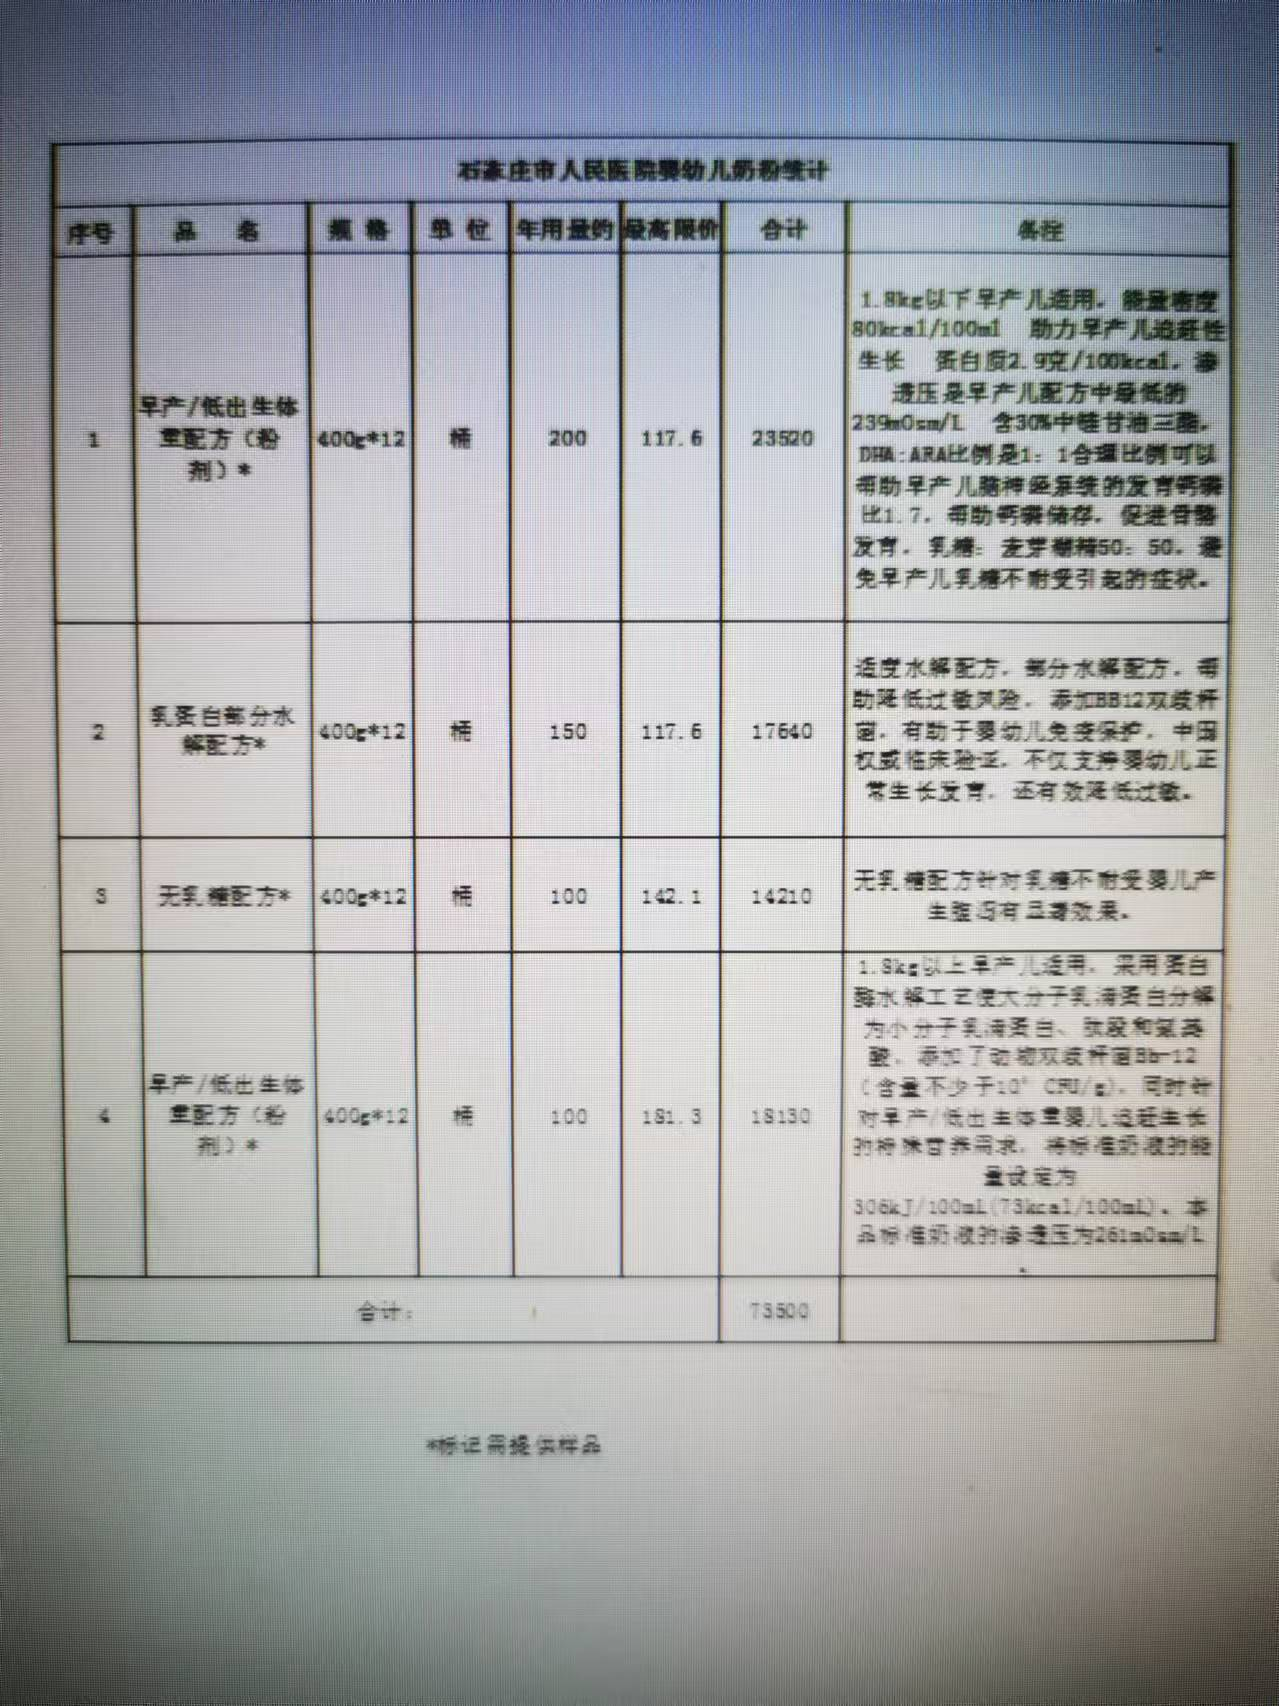 石家庄市人民医院婴幼儿奶粉统计
序号 品 名 规 格 单 位 年用量约 最高限价 合计 备注
1 早产/低出生体重配方（粉剂）* 400g*12 桶 200 117.6 23520
1.8kg以下早产儿适用，能量密度
80kcal/100ml 助力早产儿追赶性
生长 蛋白质2.9克/100kcal，渗
透压是早产儿配方中最低的
239mOsm/L 含30%中链甘油三酯，
DHA:ARA比例是1：1合理比例可以
帮助早产儿脑神经系统的发育钙磷
比1.7，帮助钙磷储存，促进骨骼
发育，乳糖：麦芽糊精50：50，避
免早产儿乳糖不耐受引起的症状。
2 乳蛋白部分水解配方* 400g*12 桶 150 117.6 17640
适度水解配方，部分水解配方，帮
助降低过敏风险，添加BB12双歧杆
菌，有助于婴幼儿免疫保护，中国
权威临床验证，不仅支持婴幼儿正
常生长发育，还有效降低过敏。
3 无乳糖配方* 400g*12 桶 100 142.1 14210
无乳糖配方针对乳糖不耐受婴儿产
生腹泻有显著效果。
4 早产/低出生体重配方（粉剂）* 400g*12 桶 100 181.3 18130
1.8kg以上早产儿适用，采用蛋白
酶水解工艺使大分子乳清蛋白分解
为小分子乳清蛋白、肽段和氨基
酸，添加了动物双歧杆菌Bb-12
（含量不少于10 CFU/g），同时针
对早产/低出生体重婴儿追赶生长
的特殊营养需求，将标准奶液的能
量设定为
306kJ/100mL(73kcal/100mL)。本
品标准奶液的渗透压为261mOsm/L
。
合计： 73500
*标记需提供样品